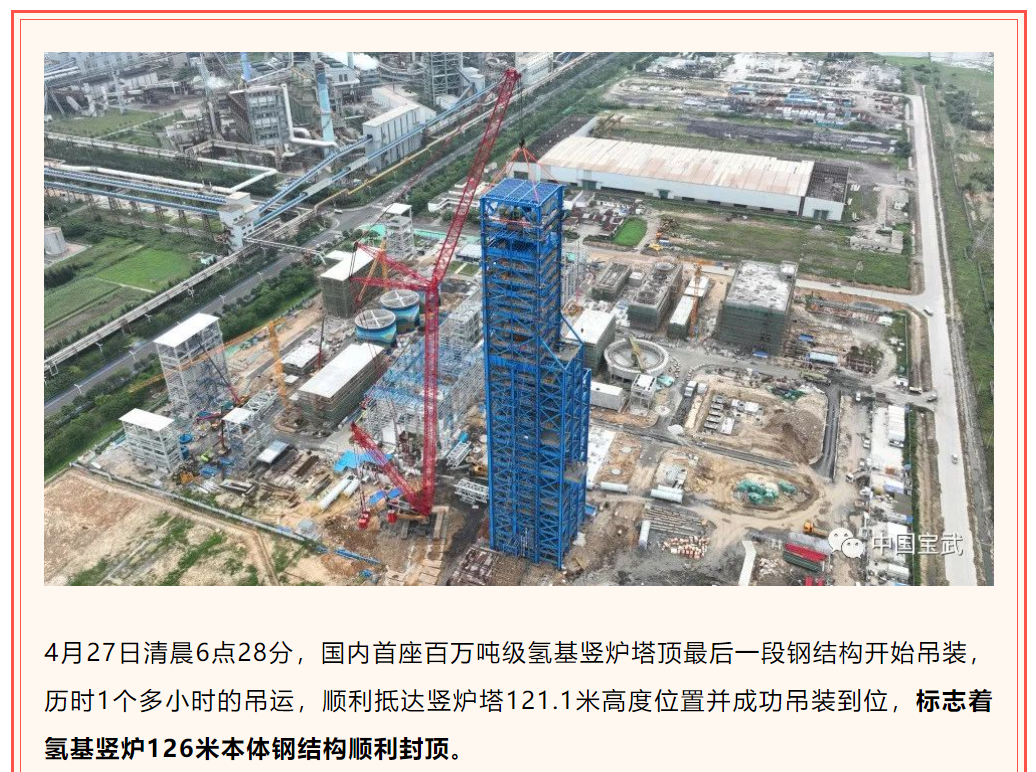 中国宝武
4月27日清晨6点28分，国内首座百万吨级氢基竖炉塔顶最后一段钢结构开始吊装，
历时1个多小时的吊运，顺利抵达竖炉塔121.1米高度位置并成功吊装到位，标志着
氢基竖炉126米本体钢结构顺利封顶。